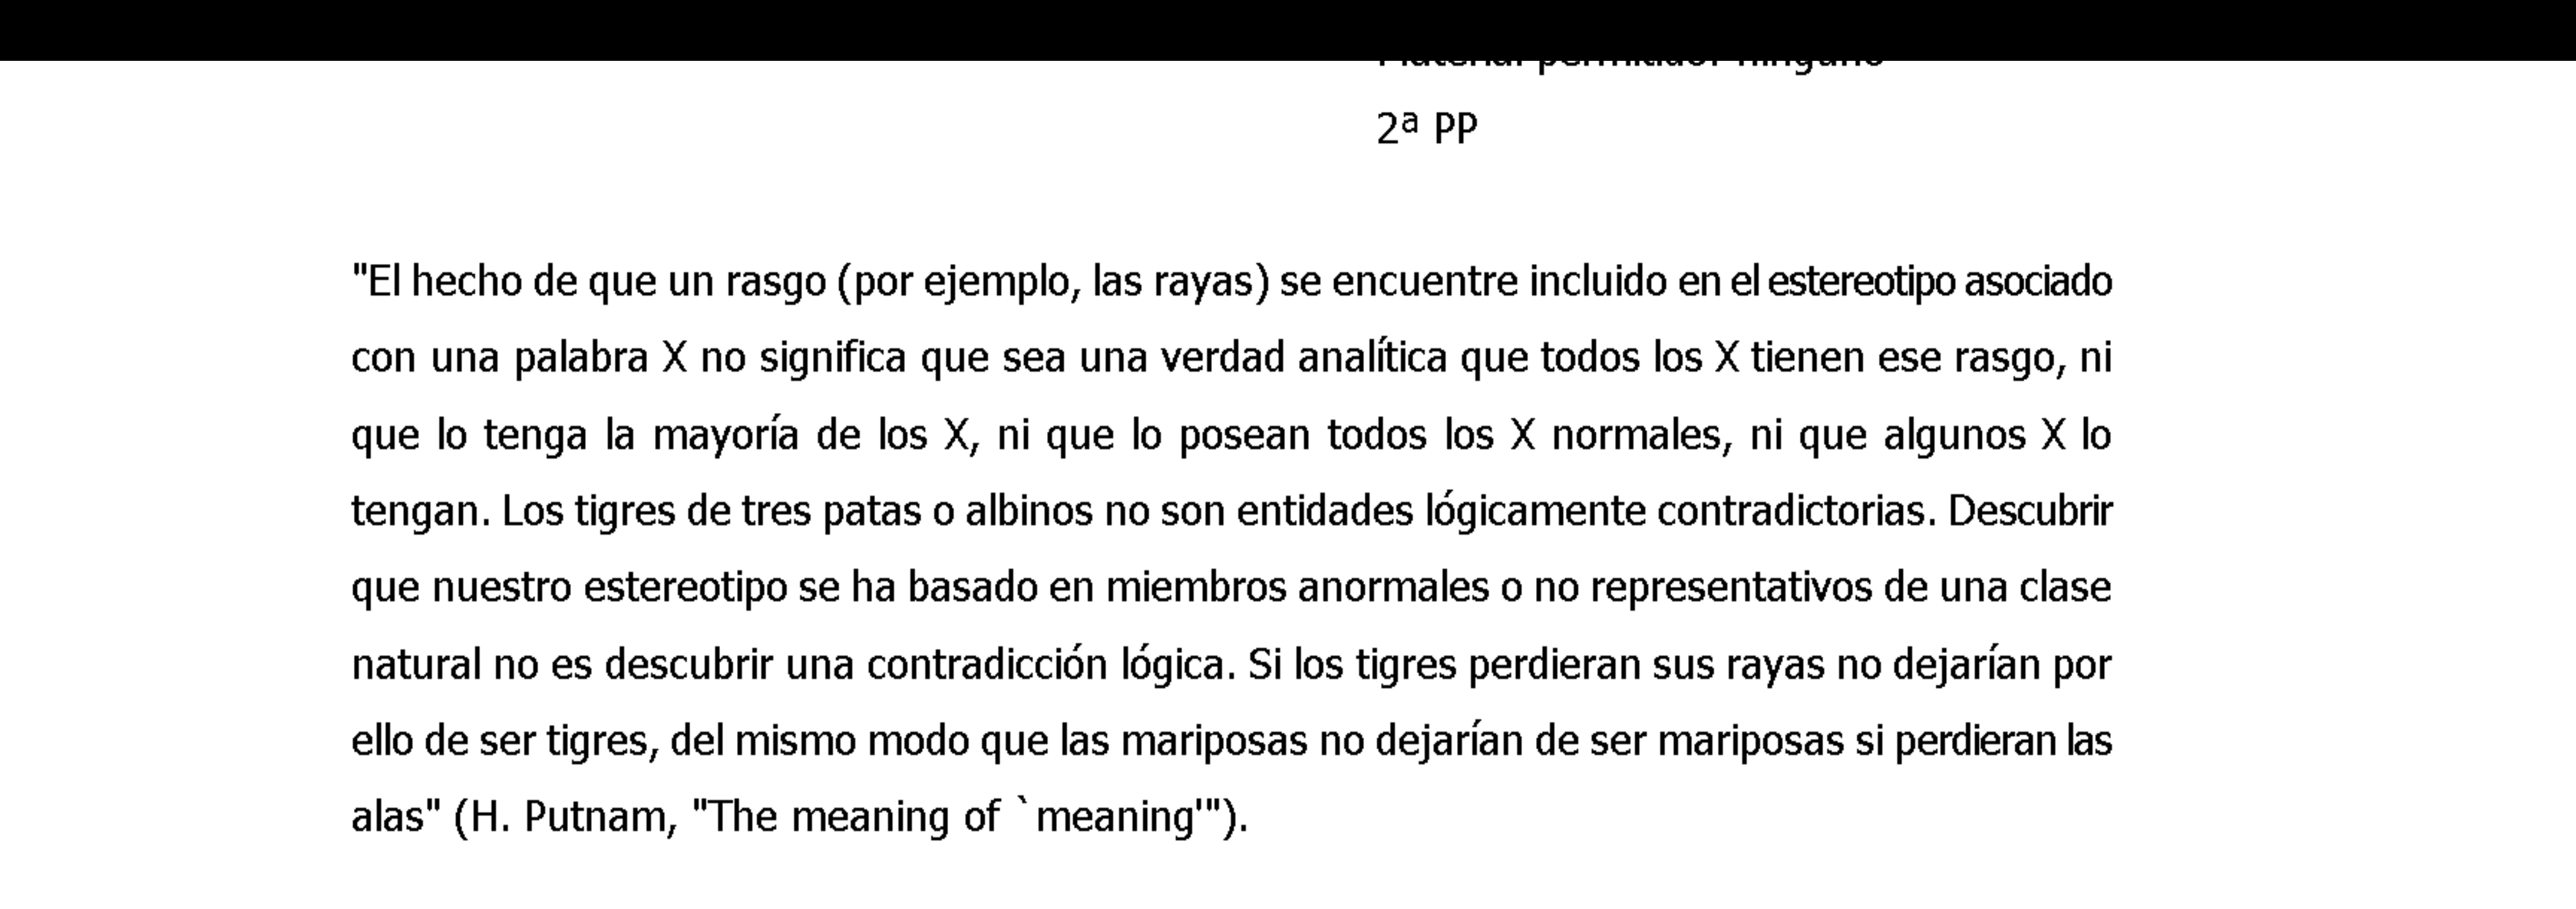 Material permitido: ninguno
2ª PP
"El hecho de que un rasgo (por ejemplo, las rayas) se encuentre incluido en el estereotipo asociado
con una palabra X no significa que sea una verdad analítica que todos los X tienen ese rasgo, ni
que lo tenga la mayoría de los X, ni que lo posean todos los X normales, ni que algunos X lo
tengan. Los tigres de tres patas o albinos no son entidades lógicamente contradictorias. Descubrir
que nuestro estereotipo se ha basado en miembros anormales o no representativos de una clase
natural no es descubrir una contradicción lógica. Si los tigres perdieran sus rayas no dejarían por
ello de ser tigres, del mismo modo que las mariposas no dejarían de ser mariposas si perdieran las
alas" (H. Putnam, "The meaning of `meaning'").